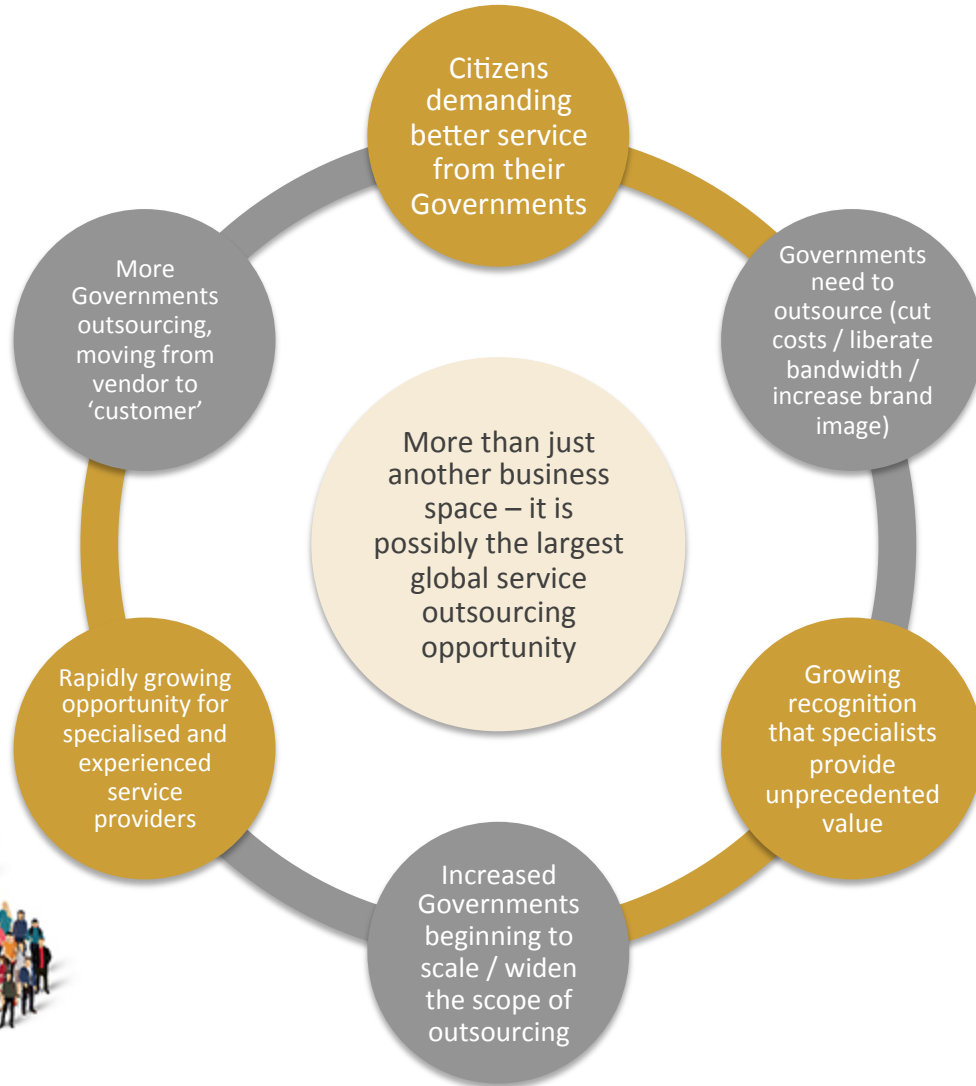 Citizens
demanding
better service
from their
Governments
Governments
need to
outsource (cut
costs / liberate
bandwidth /
increase brand
image)
Growing
recognition
that specialists
provide
unprecedented
value
Increased
Governments
beginning to
scale / widen
the scope of
outsourcing
Rapidly growing
opportunity for
specialised and
experienced
service
providers
More
Governments
outsourcing,
moving from
vendor to
‘customer’
More than just
another business
space – it is
possibly the largest
global service
outsourcing
opportunity